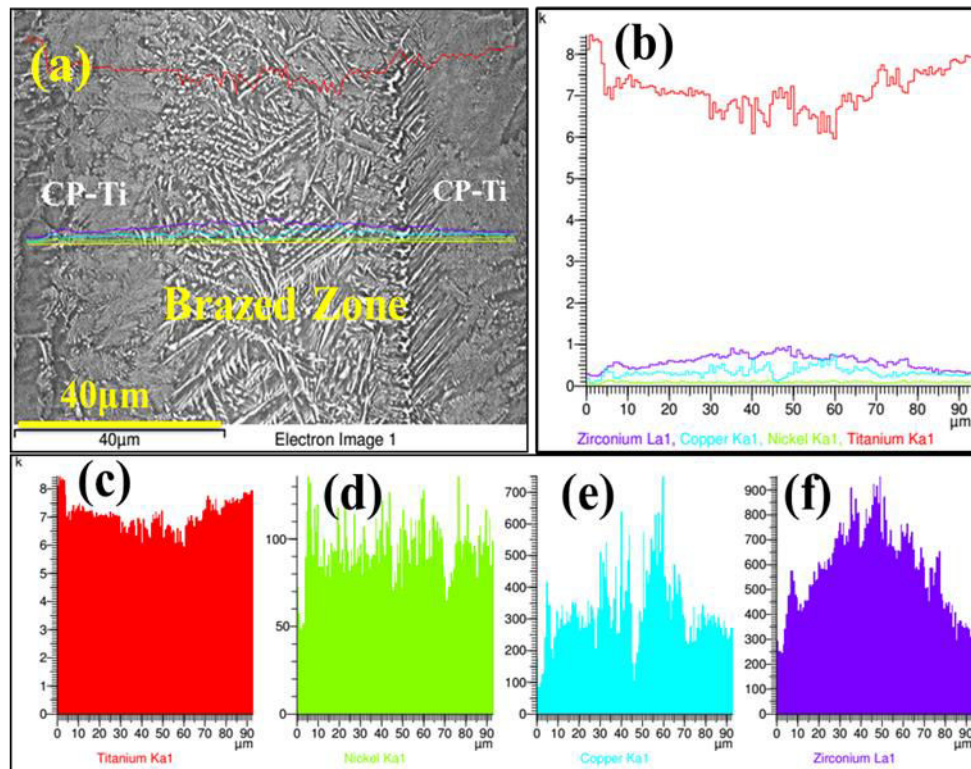 (a)
CP-Ti
CP-Ti
Brazed Zone
40μm
40μm
Electron Image 1
k
(b)
8
7
6
5
4
3
2
1
0
0 10 20 30 40 50 60 70 80 90
μm
Zirconium La1, Copper Ka1, Nickel Ka1, Titanium Ka1
k
(c)
8
7
6
5
4
3
2
1
0
0 10 20 30 40 50 60 70 80 90
μm
Titanium Ka1
(d)
100
50
0
0 10 20 30 40 50 60 70 80 90
μm
Nickel Ka1
(e)
700
600
500
400
300
200
100
0
0 10 20 30 40 50 60 70 80 90
μm
Copper Ka1
(f)
900
800
700
600
500
400
300
200
100
0
0 10 20 30 40 50 60 70 80 90
μm
Zirconium La1